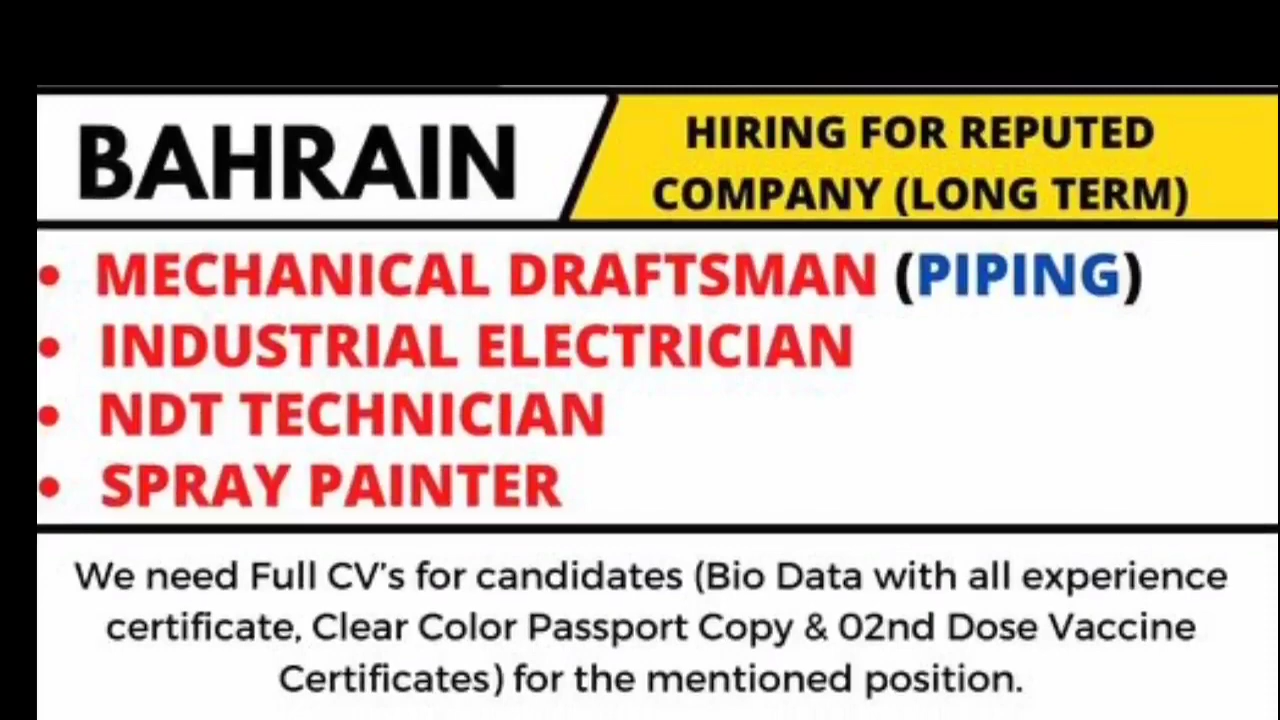 BAHRAIN
HIRING FOR REPUTED
COMPANY (LONG TERM)
• MECHANICAL DRAFTSMAN (PIPING)
• INDUSTRIAL ELECTRICIAN
• NDT TECHNICIAN
• SPRAY PAINTER
We need Full CV's for candidates (Bio Data with all experience
certificate, Clear Color Passport Copy & 02nd Dose Vaccine
Certificates) for the mentioned position.